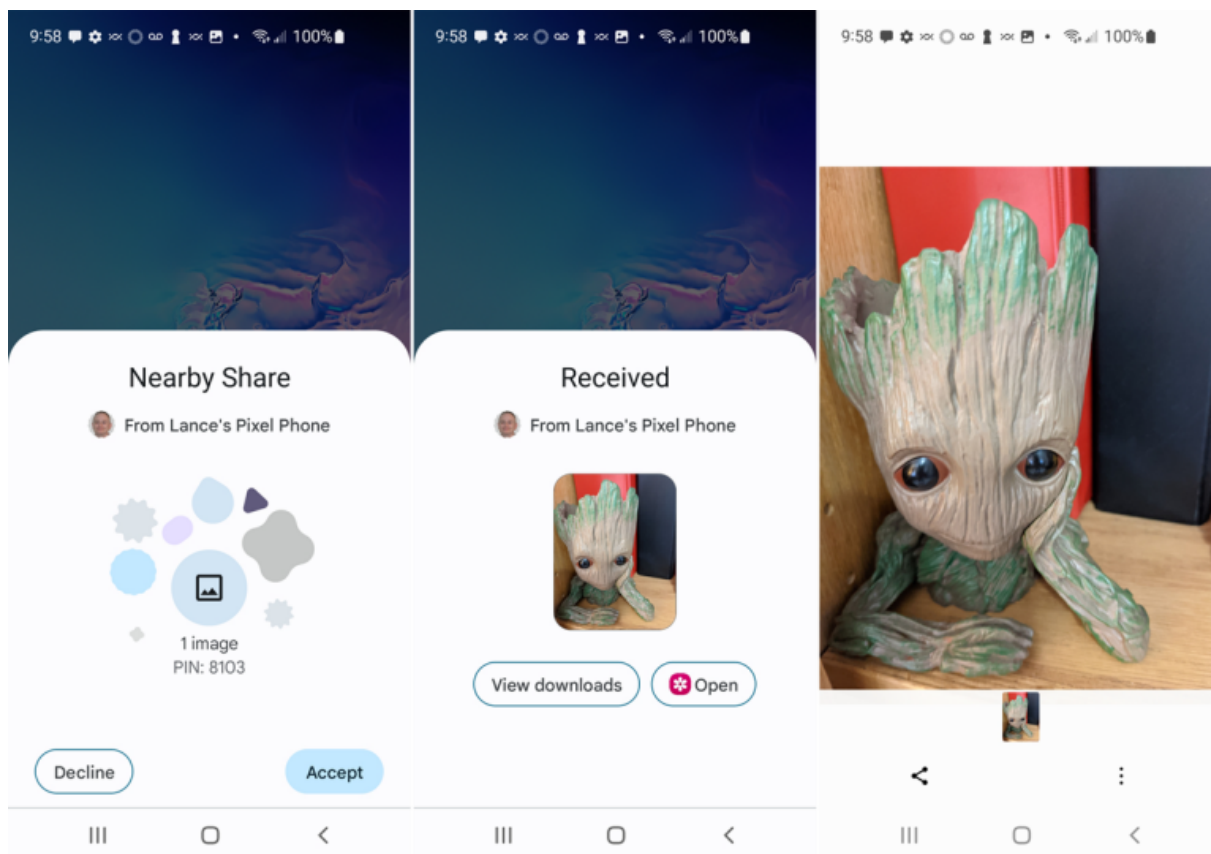 9:58 100%
Nearby Share
From Lance's Pixel Phone
1 image
PIN: 8103
Decline Accept
9:58 100%
Received
From Lance's Pixel Phone
View downloads Open
9:58 100%